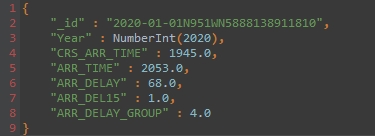 1 {
2 "_id" : "2020-01-01N951WN5888138911810",
3 "Year" : NumberInt(2020),
4 "CRS_ARR_TIME" : 1945.0,
5 "ARR_TIME" : 2053.0,
6 "ARR_DELAY" : 68.0,
7 "ARR_DEL15" : 1.0,
8 "ARR_DELAY_GROUP" : 4.0
9 }